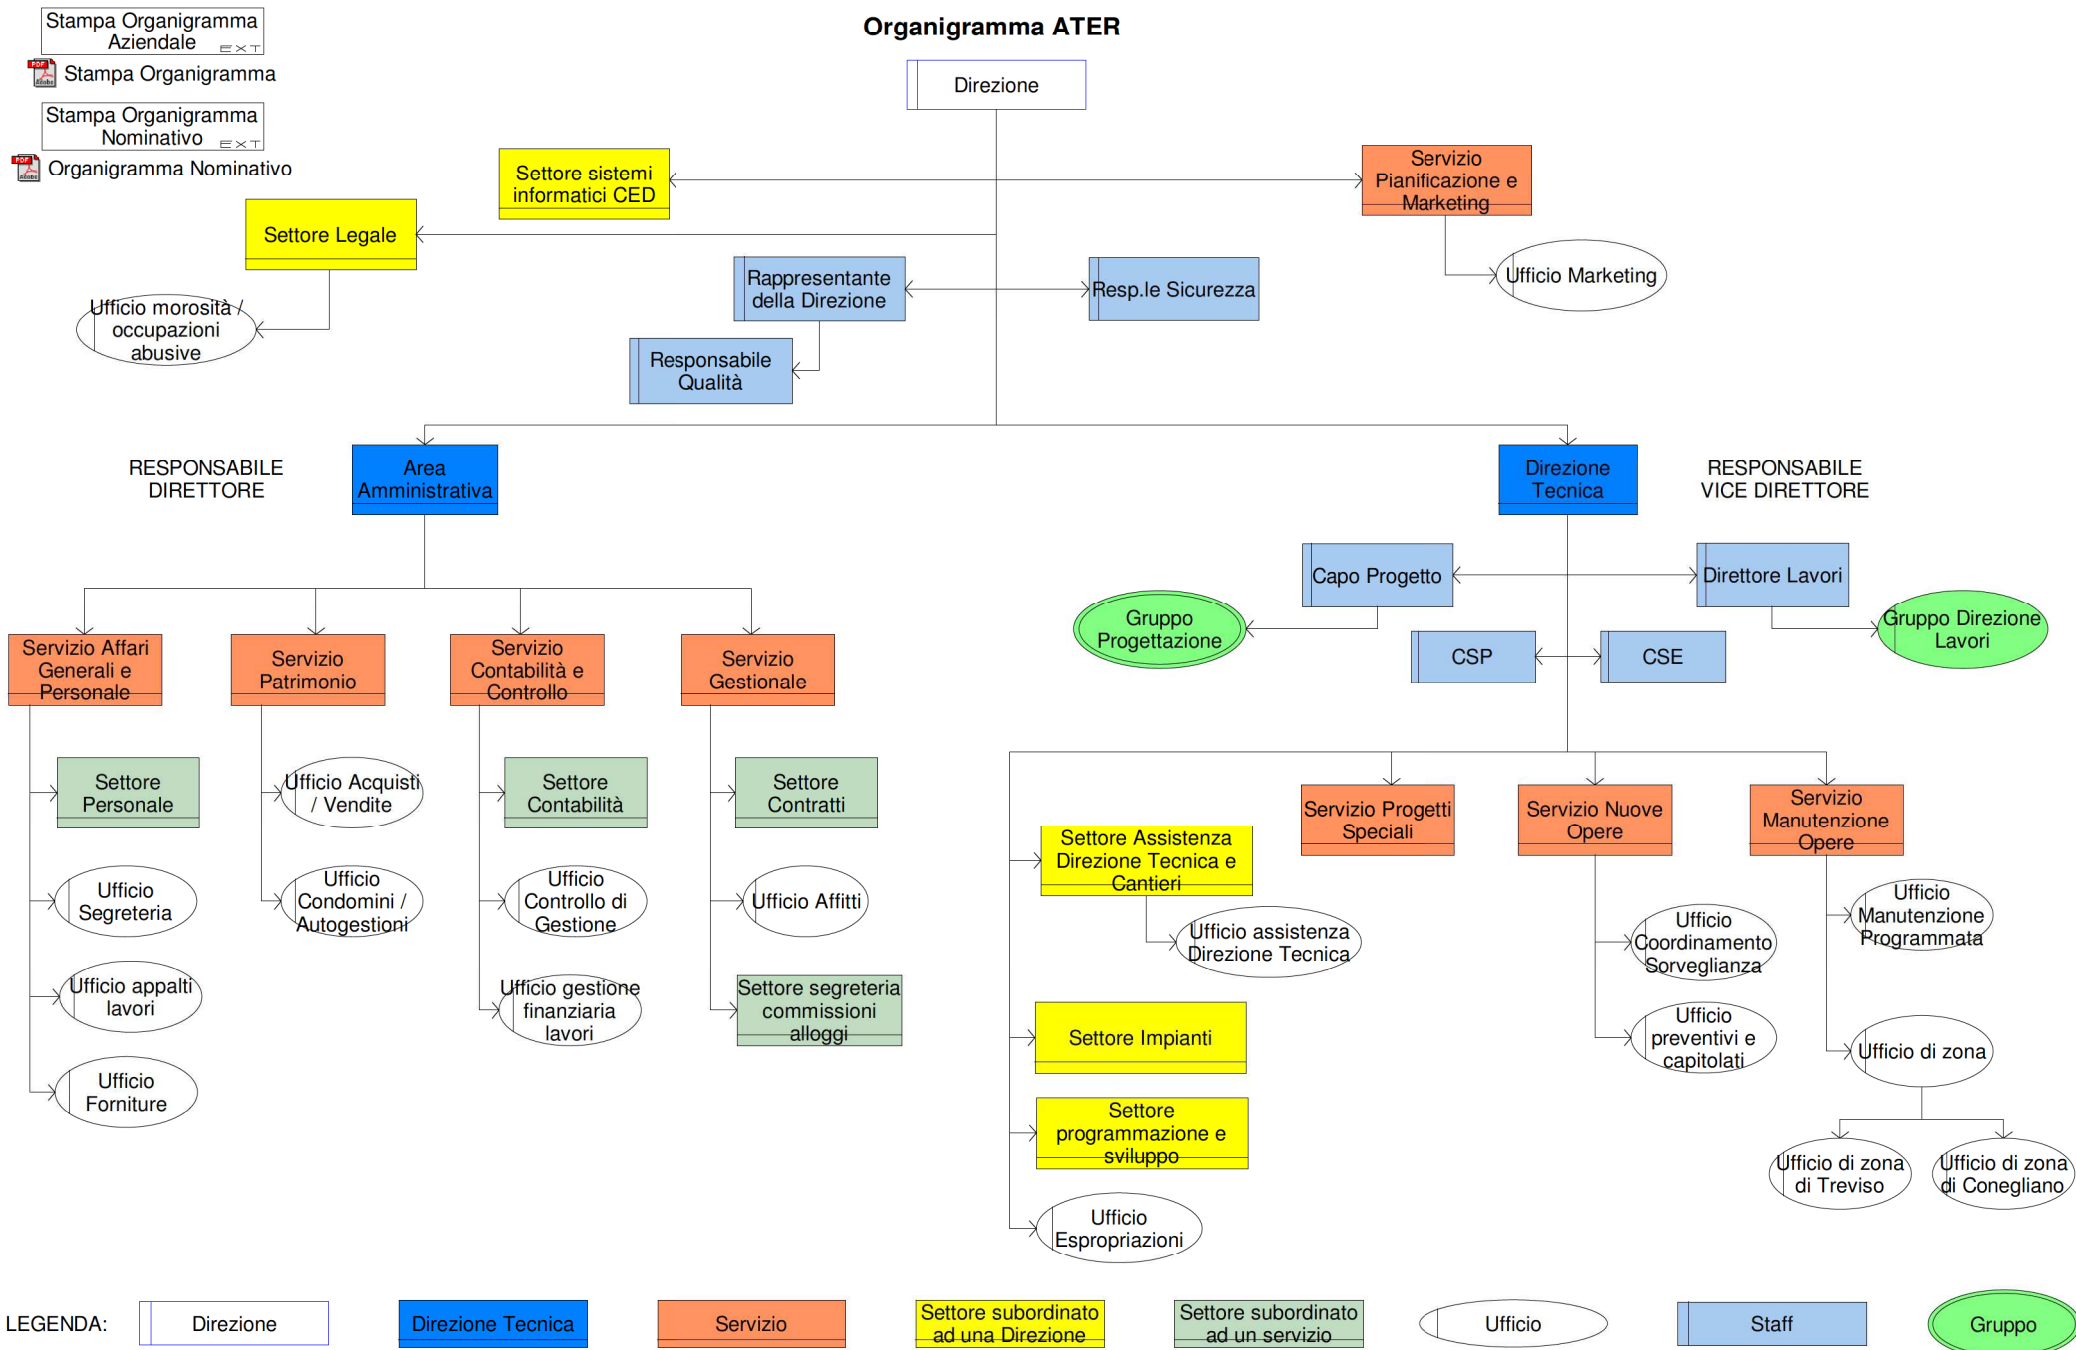 Organigramma ATER
Stampa Organigramma
Aziendale EXT
Stampa Organigramma
Stampa Organigramma
Nominativo EXT
Organigramma Nominativo
Direzione
Settore sistemi
informatici CED
Servizio
Pianificazione e
Marketing
Settore Legale
Ufficio Marketing
Rappresentante
della Direzione
Resp.le Sicurezza
Ufficio morosità /
occupazioni
abusive
Responsabile
Qualità
RESPONSABILE
DIRETTORE
Area
Amministrativa
Direzione
Tecnica
RESPONSABILE
VICE DIRETTORE
Capo Progetto
Direttore Lavori
Gruppo
Progettazione
Gruppo Direzione
Lavori
CSP
CSE
Servizio Affari
Generali e
Personale
Servizio
Patrimonio
Servizio
Contabilità e
Controllo
Servizio
Gestionale
Settore
Personale
Ufficio Acquisti
/ Vendite
Settore
Contabilità
Settore
Contratti
Ufficio
Segreteria
Ufficio
Condomini /
Autogestioni
Ufficio
Controllo di
Gestione
Ufficio Affitti
Ufficio appalti
lavori
Ufficio gestione
finanziaria
lavori
Settore segreteria
commissioni
alloggi
Ufficio
Forniture
Settore Assistenza
Direzione Tecnica e
Cantieri
Servizio Progetti
Speciali
Servizio Nuove
Opere
Servizio
Manutenzione
Opere
Ufficio assistenza
Direzione Tecnica
Ufficio
Coordinamento
Sorveglianza
Ufficio
Manutenzione
Programmata
Settore Impianti
Ufficio
preventivi e
capitolati
Ufficio di zona
Settore
programmazione e
sviluppo
Ufficio di zona
di Treviso
Ufficio di zona
di Conegliano
Ufficio
Espropriazioni
LEGENDA:
Direzione
Direzione Tecnica
Servizio
Settore subordinato
ad una Direzione
Settore subordinato
ad un servizio
Ufficio
Staff
Gruppo